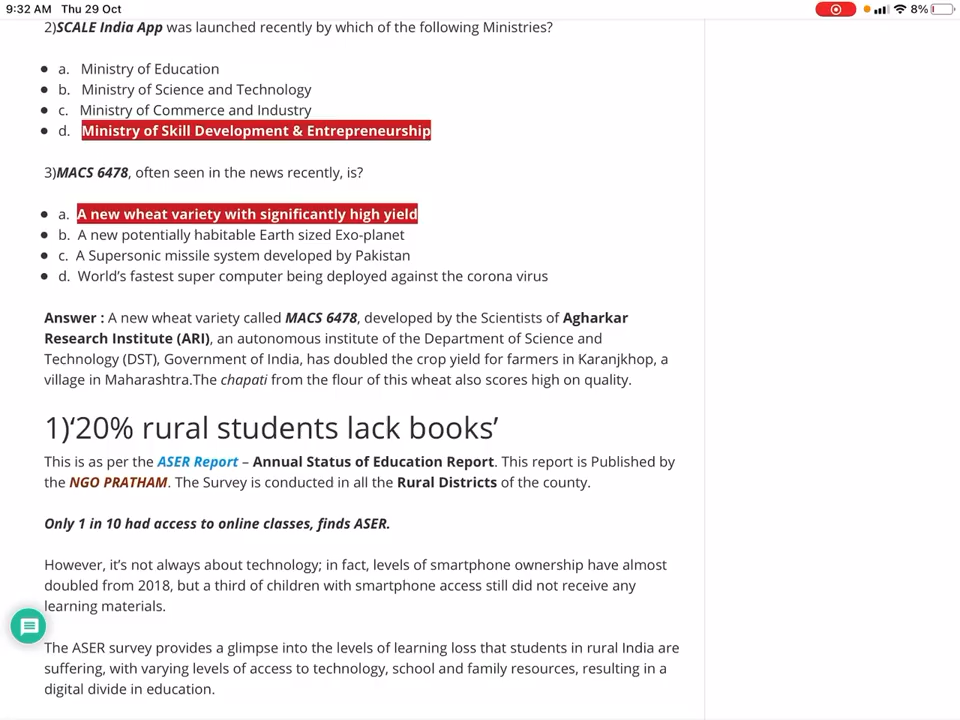 9:32 AM Thu 29 Oct
8%
2)SCALE India App was launched recently by which of the following Ministries?
a. Ministry of Education
b. Ministry of Science and Technology
c. Ministry of Commerce and Industry
d. Ministry of Skill Development & Entrepreneurship
3)MACS 6478, often seen in the news recently, is?
a. A new wheat variety with significantly high yield
b. A new potentially habitable Earth sized Exo-planet
c. A Supersonic missile system developed by Pakistan
d. World's fastest super computer being deployed against the corona virus
Answer : A new wheat variety called MACS 6478, developed by the Scientists of Agharkar
Research Institute (ARI), an autonomous institute of the Department of Science and
Technology (DST), Government of India, has doubled the crop yield for farmers in Karanjkhop, a
village in Maharashtra.The chapati from the flour of this wheat also scores high on quality.
1)‘20% rural students lack books’
This is as per the ASER Report – Annual Status of Education Report. This report is Published by
the NGO PRATHAM. The Survey is conducted in all the Rural Districts of the county.
Only 1 in 10 had access to online classes, finds ASER.
However, it's not always about technology; in fact, levels of smartphone ownership have almost
doubled from 2018, but a third of children with smartphone access still did not receive any
learning materials.
The ASER survey provides a glimpse into the levels of learning loss that students in rural India are
suffering, with varying levels of access to technology, school and family resources, resulting in a
digital divide in education.